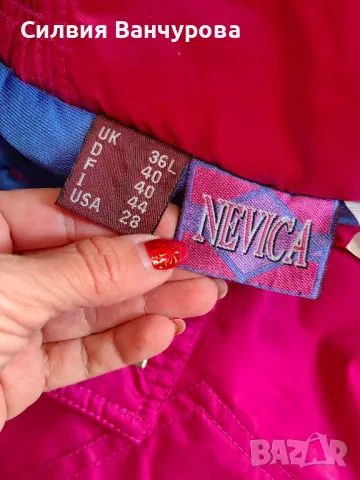 Силвия Ванчурова
UK 36L
D 40
F 40
I 44
USA 28
NEVICA
bazar